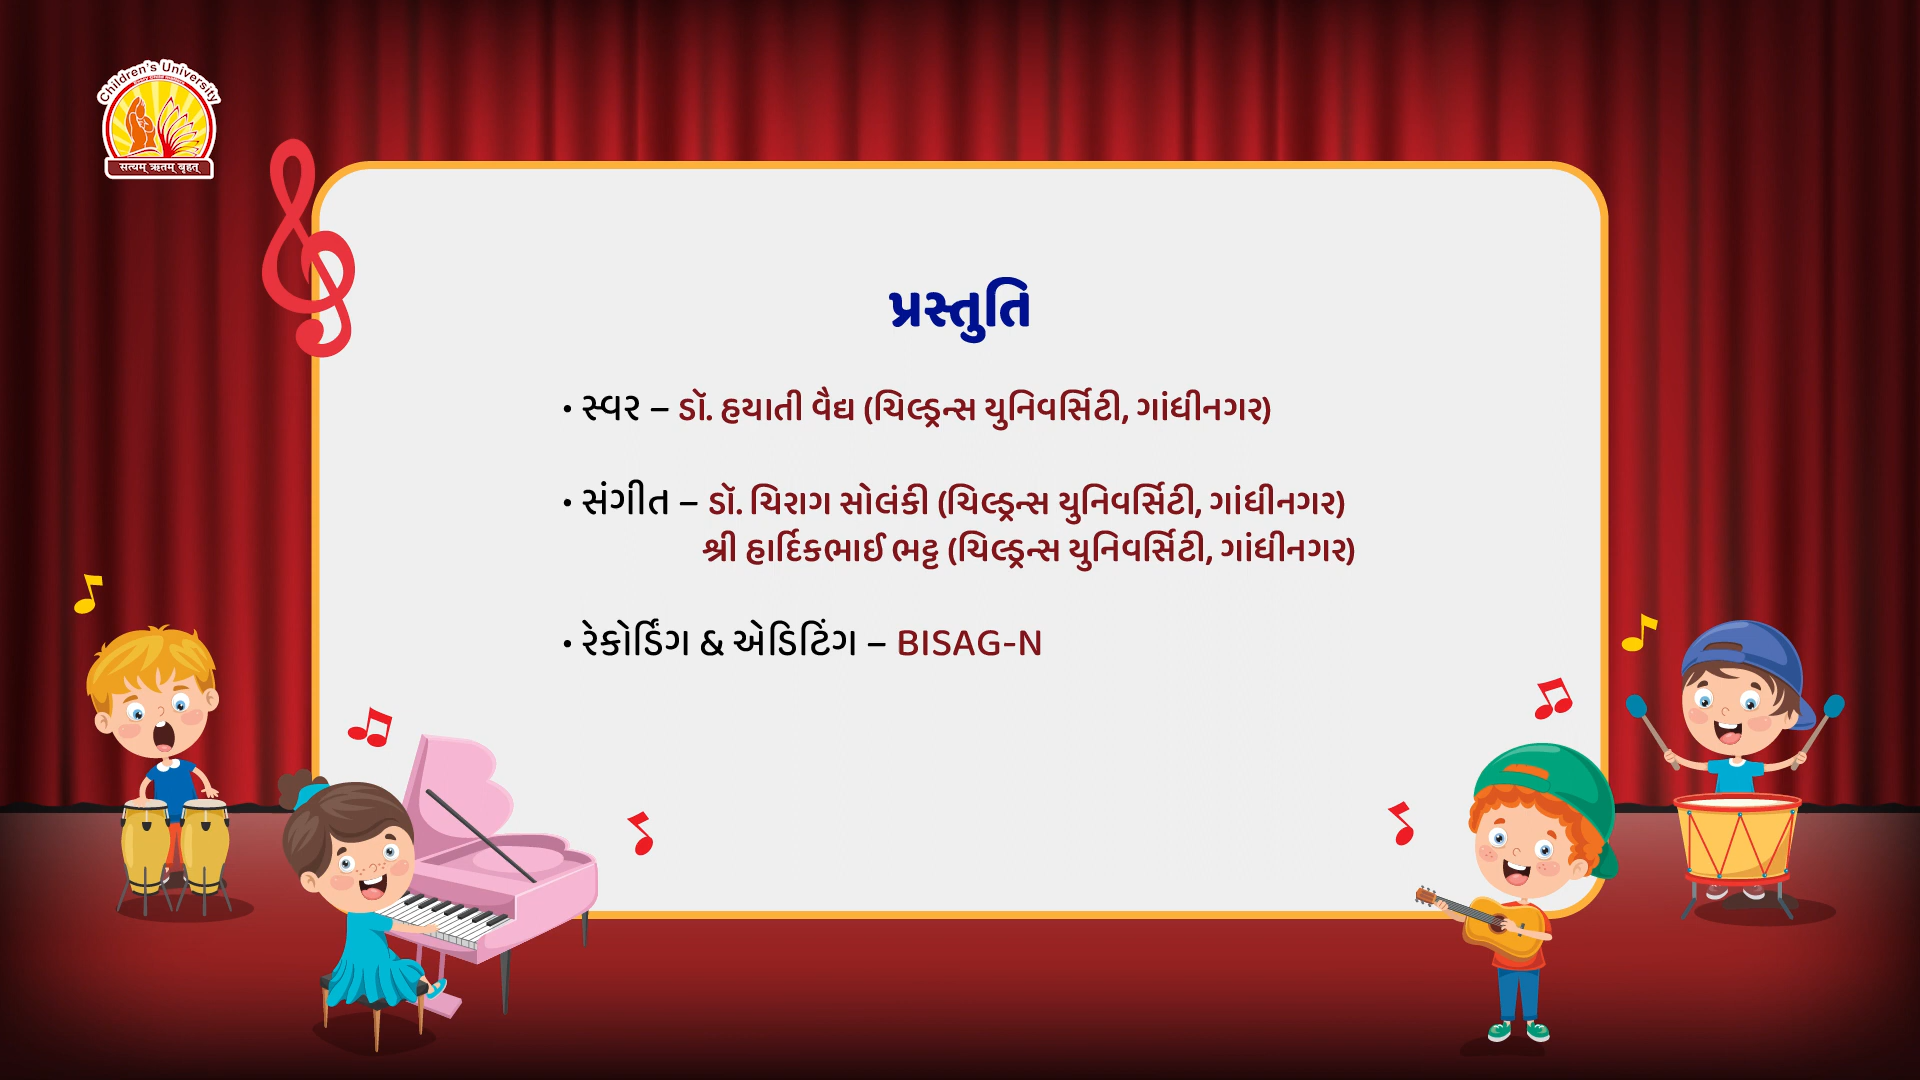 Children's University
सत्यम् ऋतम् बृहत्
પ્રસ્તુતિ
• સ્વર – ડૉ. હયાતી વૈદ્ય (ચિલ્ડ્રન્સ યુનિવર્સિટી, ગાંધીનગર)
• સંગીત – ડૉ. ચિરાગ સોલંકી (ચિલ્ડ્રન્સ યુનિવર્સિટી, ગાંધીનગર)
શ્રી હાર્દિકભાઈ ભટ્ટ (ચિલ્ડ્રન્સ યુનિવર્સિટી, ગાંધીનગર)
• રેકોર્ડિંગ & એડિટિંગ – BISAG-N